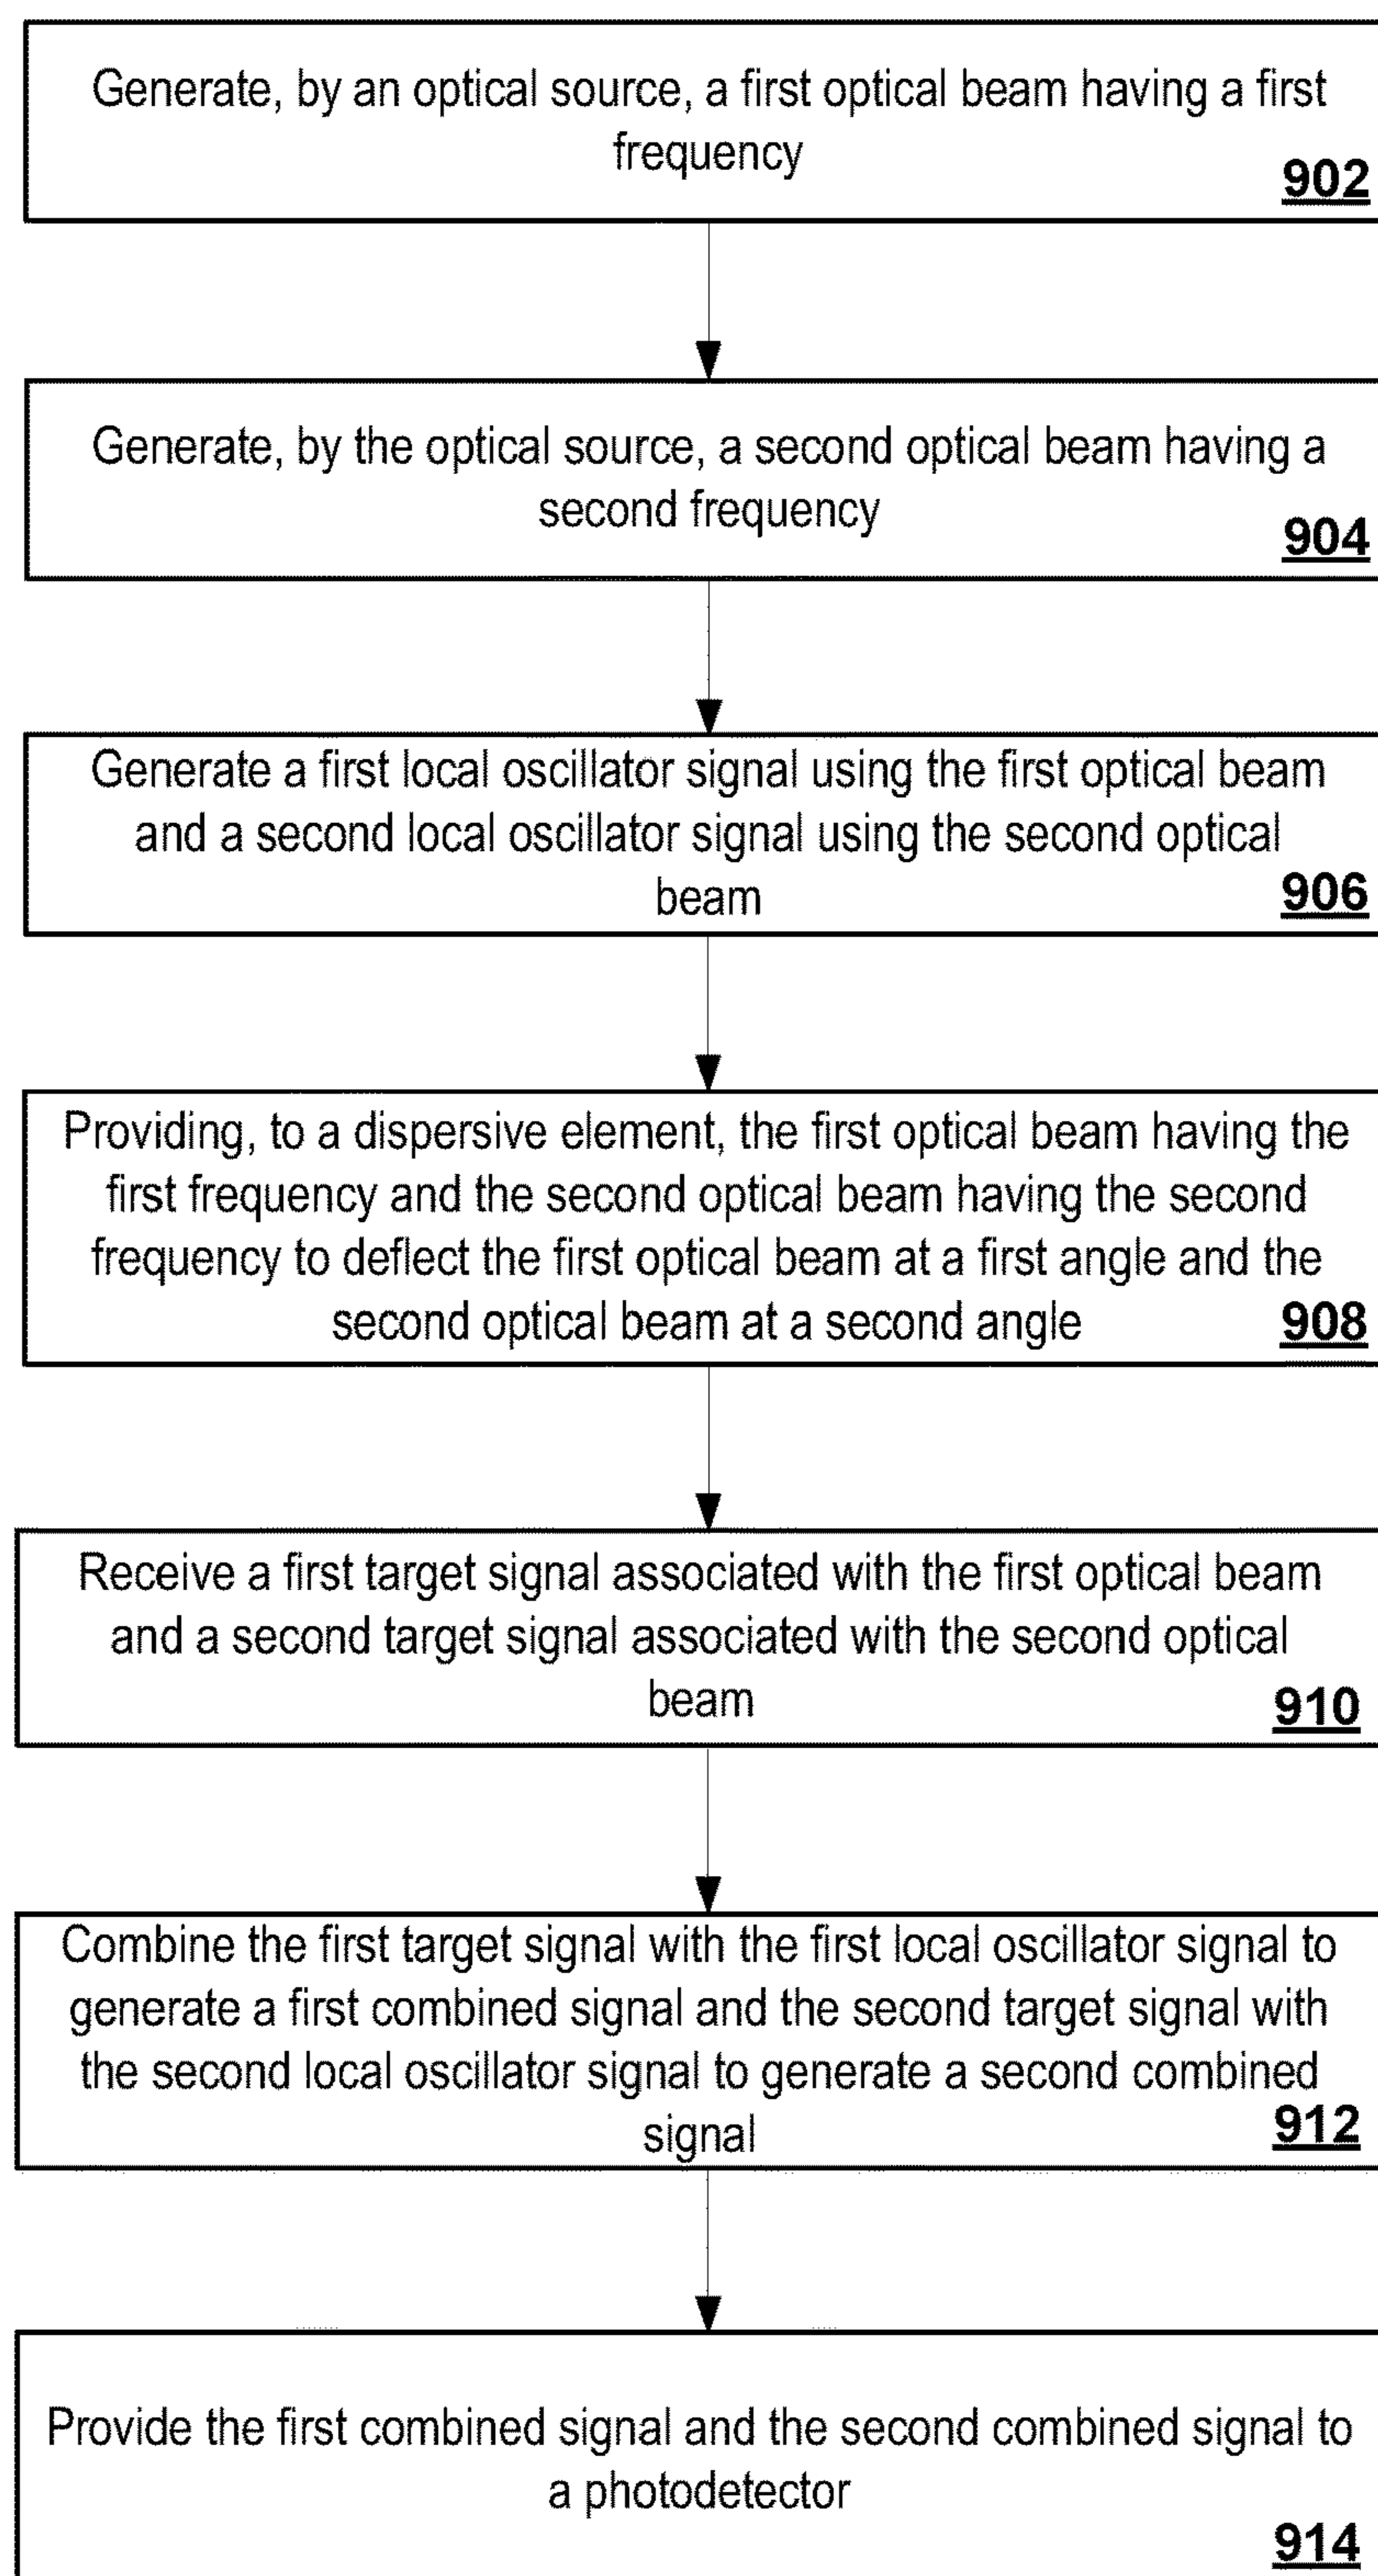 Generate, by an optical source, a first optical beam having a first
frequency
902
Generate, by the optical source, a second optical beam having a
second frequency
904
Generate a first local oscillator signal using the first optical beam
and a second local oscillator signal using the second optical
beam
906
Providing, to a dispersive element, the first optical beam having the
first frequency and the second optical beam having the second
frequency to deflect the first optical beam at a first angle and the
second optical beam at a second angle
908
Receive a first target signal associated with the first optical beam
and a second target signal associated with the second optical
beam
910
Combine the first target signal with the first local oscillator signal to
generate a first combined signal and the second target signal with
the second local oscillator signal to generate a second combined
signal
912
Provide the first combined signal and the second combined signal to
a photodetector
914